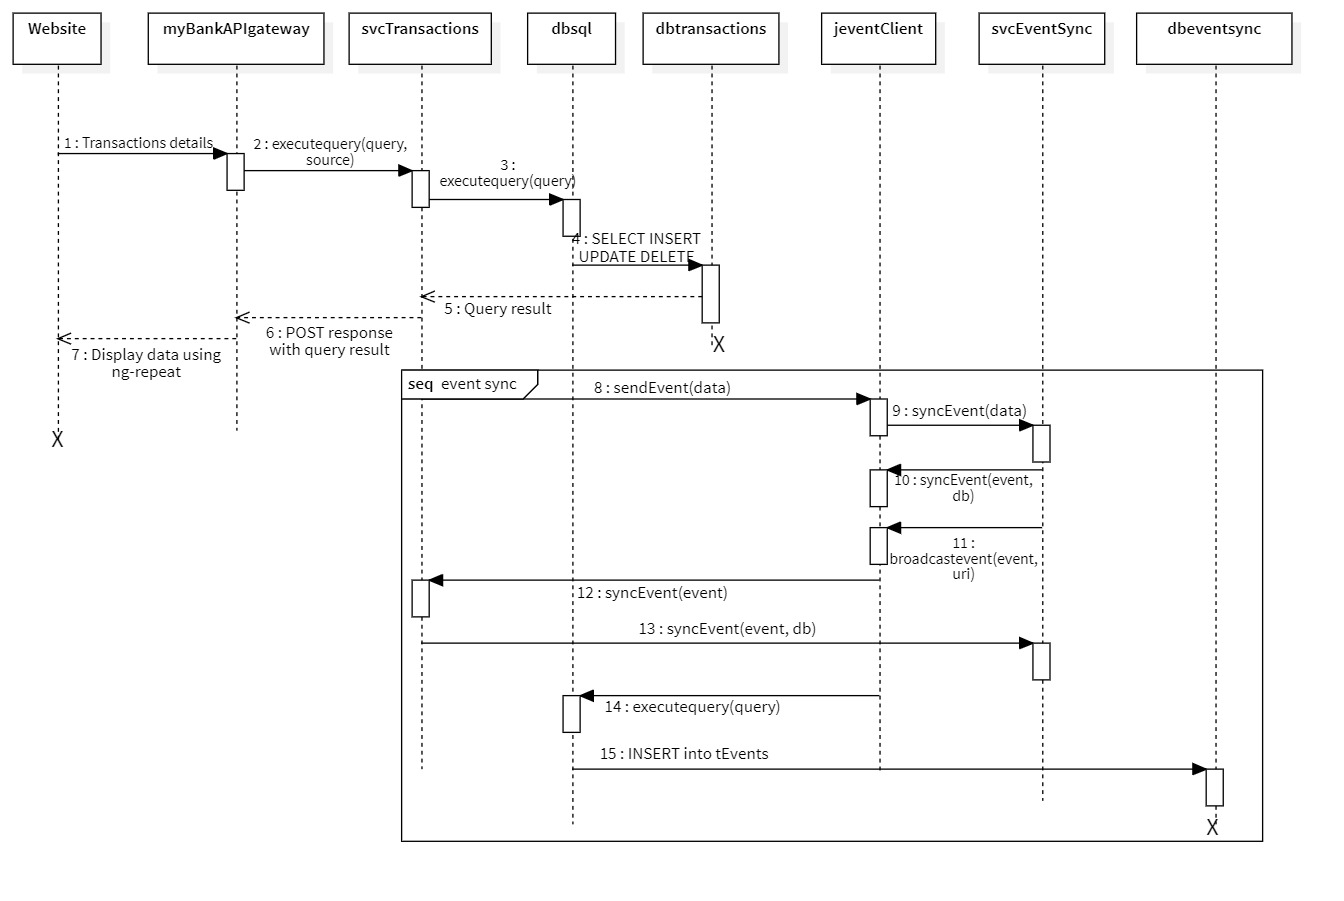 Website
myBankAPIgateway
svcTransactions
dbsql
dbtransactions
jeventClient
svcEventSync
dbeventsync
1 : Transactions details
2 : executequery(query,
source)
3 :
executequery(query)
4 : SELECT INSERT
UPDATE DELETE
5 : Query result
6 : POST response
with query result
7 : Display data using
ng-repeat
X
X
seq event sync
8 : sendEvent(data)
9 : syncEvent(data)
10 : syncEvent(event,
db)
11 :
broadcastevent(event,
uri)
12 : syncEvent(event)
13 : syncEvent(event, db)
14 : executequery(query)
15 : INSERT into tEvents
X